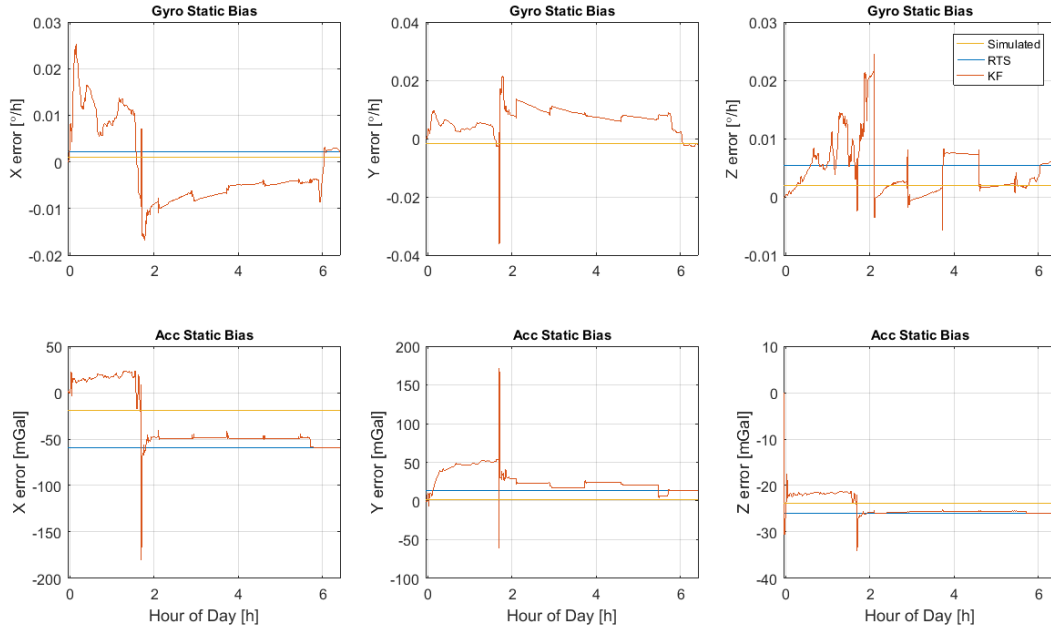 Gyro Static Bias
Gyro Static Bias
Gyro Static Bias
0.03
0.02
0.01
0
-0.01
-0.02
X error [°/h]
0 2 4 6
0.04
0.02
0
-0.02
-0.04
Y error [°/h]
0 2 4 6
0.03
0.02
0.01
0
-0.01
Z error [°/h]
0 2 4 6
Simulated
RTS
KF
Acc Static Bias
Acc Static Bias
Acc Static Bias
50
0
-50
-100
-150
-200
X error [mGal]
0 2 4 6
Hour of Day [h]
200
150
100
50
0
-50
-100
Y error [mGal]
0 2 4 6
Hour of Day [h]
10
0
-10
-20
-30
-40
Z error [mGal]
0 2 4 6
Hour of Day [h]